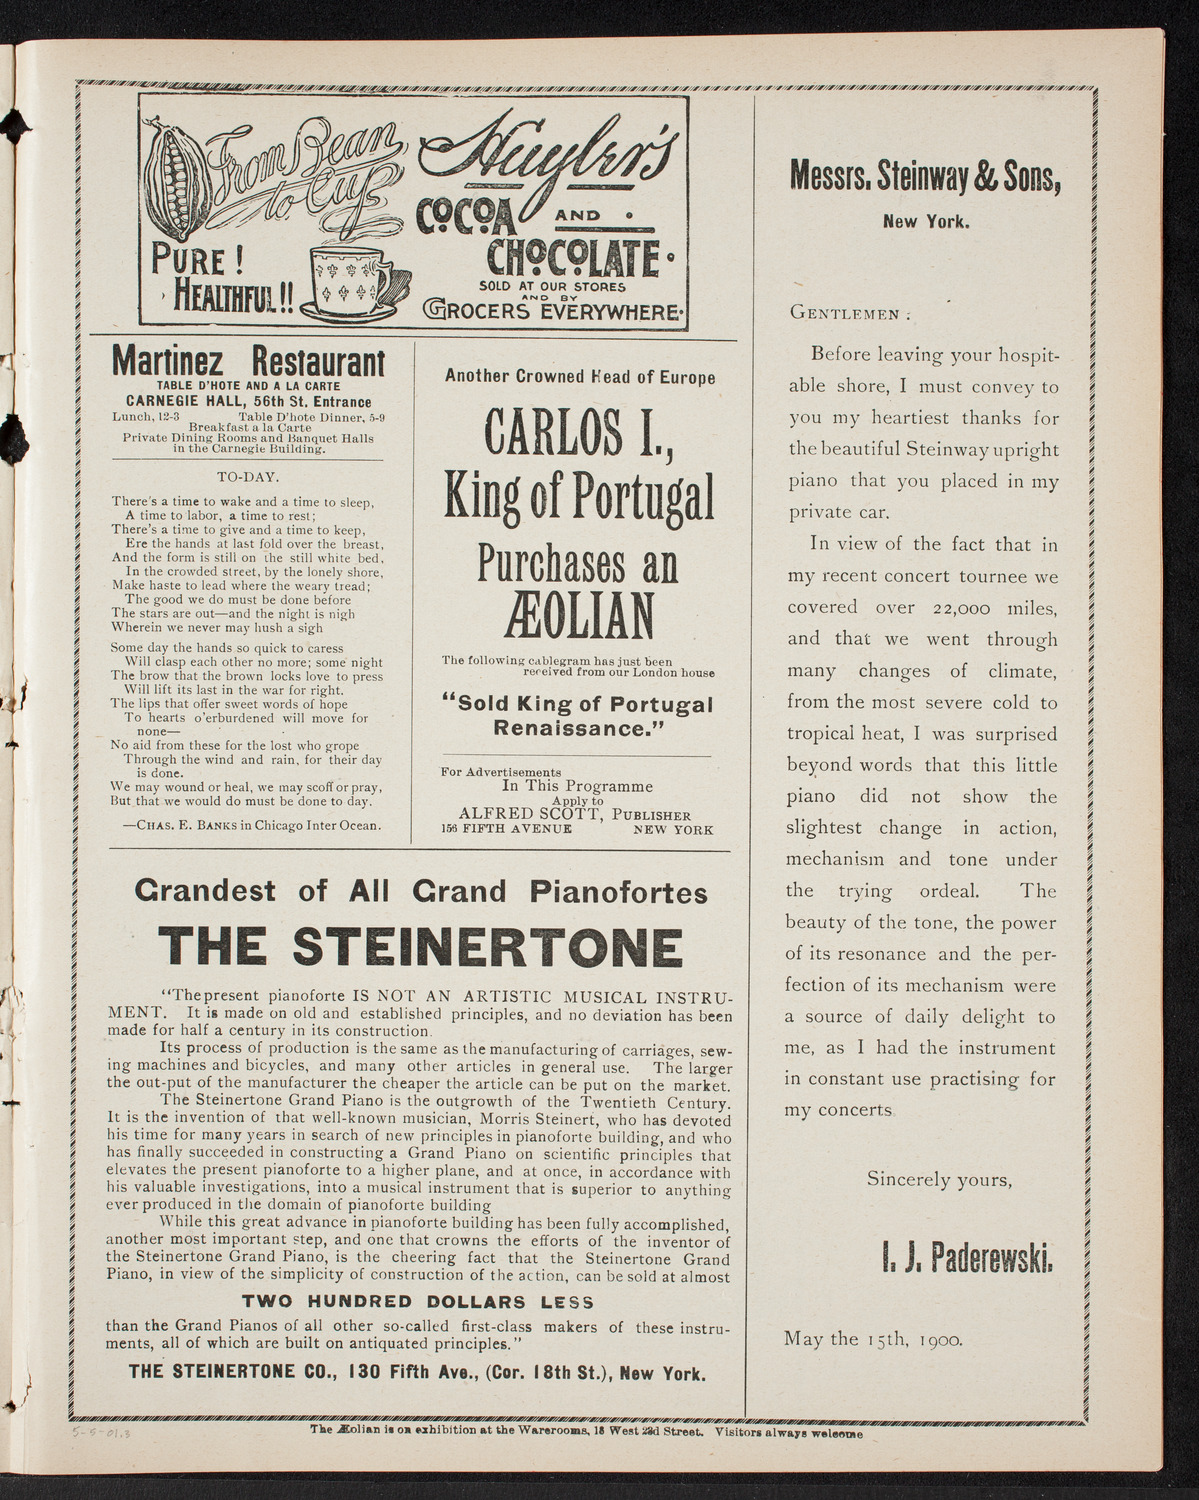 From Bean
to Cup
Huyler's
COCOA AND
CHOCOLATE
PURE!
HEALTHFUL!!
SOLD AT OUR STORES
AND BY
GROCERS EVERYWHERE
Martinez Restaurant
TABLE D'HOTE AND A LA CARTE
CARNEGIE HALL, 56th St. Entrance
Lunch, 12-3 Table D'hote Dinner, 5-9
Breakfast a la Carte
Private Dining Rooms and Banquet Halls
in the Carnegie Building.
TO-DAY.
There's a time to wake and a time to sleep,
A time to labor, a time to rest;
There's a time to give and a time to keep,
Ere the hands at last fold over the breast,
And the form is still on the still white bed,
In the crowded street, by the lonely shore,
Make haste to lead where the weary tread;
The good we do must be done before
The stars are out—and the night is nigh
Wherein we never may hush a sigh
Some day the hands so quick to caress
Will clasp each other no more; some night
The brow that the brown locks love to press
Will lift its last in the war for right.
The lips that offer sweet words of hope
To hearts o'erburdened will move for
none—
No aid from these for the lost who grope
Through the wind and rain, for their day
is done.
We may wound or heal, we may scoff or pray,
But that we would do must be done to day.
—CHAS. E. BANKS in Chicago Inter Ocean.
Another Crowned Head of Europe
CARLOS I.,
King of Portugal
Purchases an
ÆOLIAN
The following cablegram has just been
received from our London house
"Sold King of Portugal
Renaissance."
For Advertisements
In This Programme
Apply to
ALFRED SCOTT, PUBLISHER
156 FIFTH AVENUE NEW YORK
Grandest of All Grand Pianofortes
THE STEINERTONE
"The present pianoforte IS NOT AN ARTISTIC MUSICAL INSTRU-
MENT. It is made on old and established principles, and no deviation has been
made for half a century in its construction.
Its process of production is the same as the manufacturing of carriages, sew-
ing machines and bicycles, and many other articles in general use. The larger
the out-put of the manufacturer the cheaper the article can be put on the market.
The Steinertone Grand Piano is the outgrowth of the Twentieth Century.
It is the invention of that well-known musician, Morris Steinert, who has devoted
his time for many years in search of new principles in pianoforte building, and who
has finally succeeded in constructing a Grand Piano on scientific principles that
elevates the present pianoforte to a higher plane, and at once, in accordance with
his valuable investigations, into a musical instrument that is superior to anything
ever produced in the domain of pianoforte building
While this great advance in pianoforte building has been fully accomplished,
another most important step, and one that crowns the efforts of the inventor of
the Steinertone Grand Piano, is the cheering fact that the Steinertone Grand
Piano, in view of the simplicity of construction of the action, can be sold at almost
TWO HUNDRED DOLLARS LESS
than the Grand Pianos of all other so-called first-class makers of these instru-
ments, all of which are built on antiquated principles."
THE STEINERTONE CO., 130 Fifth Ave., (Cor. 18th St.), New York.
Messrs. Steinway & Sons,
New York.
GENTLEMEN:
Before leaving your hospit-
able shore, I must convey to
you my heartiest thanks for
the beautiful Steinway upright
piano that you placed in my
private car.
In view of the fact that in
my recent concert tournee we
covered over 22,000 miles,
and that we went through
many changes of climate,
from the most severe cold to
tropical heat, I was surprised
beyond words that this little
piano did not show the
slightest change in action,
mechanism and tone under
the trying ordeal. The
beauty of the tone, the power
of its resonance and the per-
fection of its mechanism were
a source of daily delight to
me, as I had the instrument
in constant use practising for
my concerts
Sincerely yours,
I. J. Paderewski.
May the 15th, 1900.
The Æolian is on exhibition at the Warerooms, 18 West 23d Street. Visitors always welcome
5-5-01.3